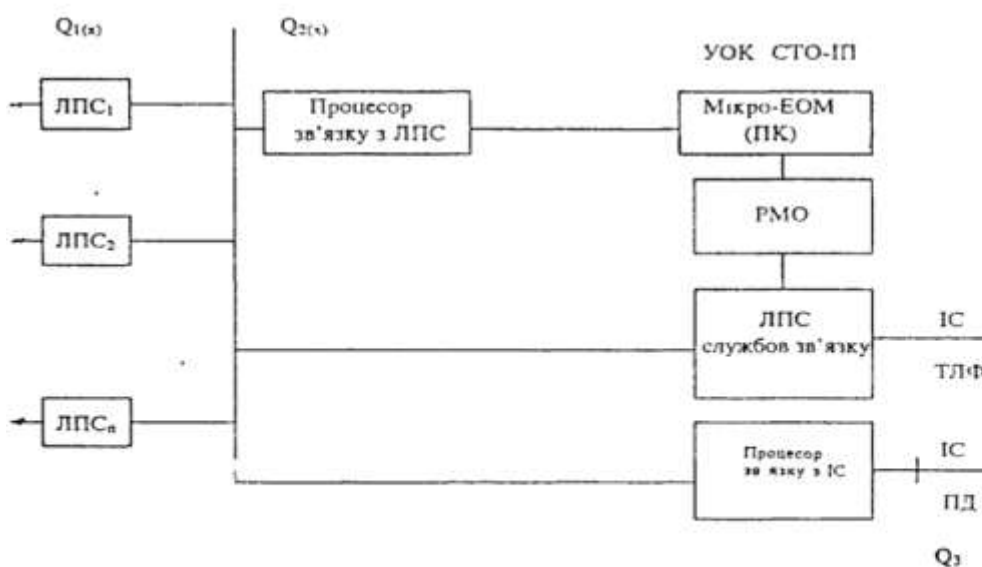 Q1(x)
Q2(x)
УОК СТО-ІП
ЛПС1
Процесор
зв'язку з ЛПС
Мікро-ЕОМ
(ПК)
РМО
ЛПС2
ЛПС
службов зв'язку
ІС
ТЛФ
ЛПСn
Процесор
зв язку з ІС
ІС
ПД
Q3